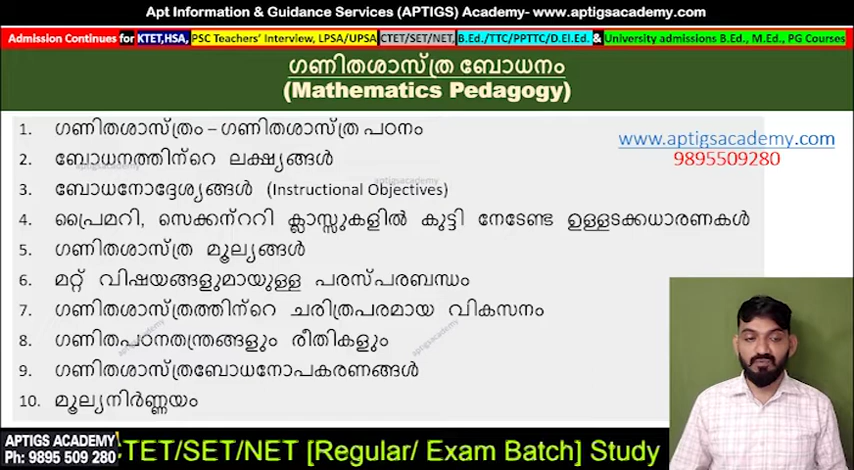 Apt Information & Guidance Services (APTIGS) Academy- www.aptigsacademy.com
Admission Continues for KTET,HSA, PSC Teachers' Interview, LPSA/UPSA CTET/SET/NET, B.Ed./TTC/PPTTC/D.El.Ed. & University admissions B.Ed., M.Ed., PG Courses
ഗണിതശാസ്ത്ര ബോധനം
(Mathematics Pedagogy)
1. ഗണിതശാസ്ത്രം – ഗണിതശാസ്ത്ര പഠനം
2. ബോധനത്തിന്റെ ലക്ഷ്യങ്ങൾ
3. ബോധനോദ്ദേശ്യങ്ങൾ (Instructional Objectives)
4. പ്രൈമറി, സെക്കന്ററി ക്ലാസ്സുകളിൽ കുട്ടി നേടേണ്ട ഉള്ളടക്കധാരണകൾ
5. ഗണിതശാസ്ത്ര മൂല്യങ്ങൾ
6. മറ്റ് വിഷയങ്ങളുമായുള്ള പരസ്പരബന്ധം
7. ഗണിതശാസ്ത്രത്തിന്റെ ചരിത്രപരമായ വികസനം
8. ഗണിതപഠനതന്ത്രങ്ങളും രീതികളും
9. ഗണിതശാസ്ത്രബോധനോപകരണങ്ങൾ
10. മൂല്യനിർണ്ണയം
www.aptigsacademy.com
9895509280
aptigsacademy
aptigsacademy
aptigsacademy
aptigsacademy
APTIGS ACADEMY
Ph: 9895 509 280
CTET/SET/NET [Regular/ Exam Batch] Study